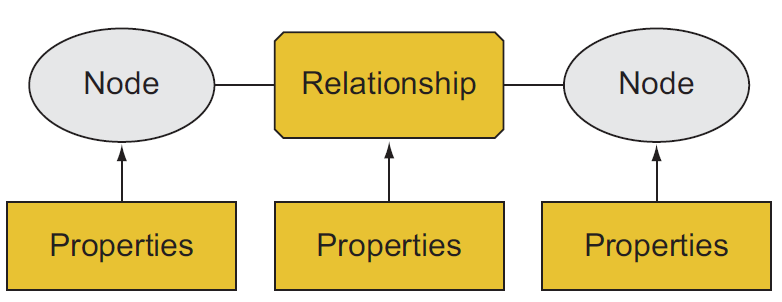 Node
Relationship
Node
Properties
Properties
Properties